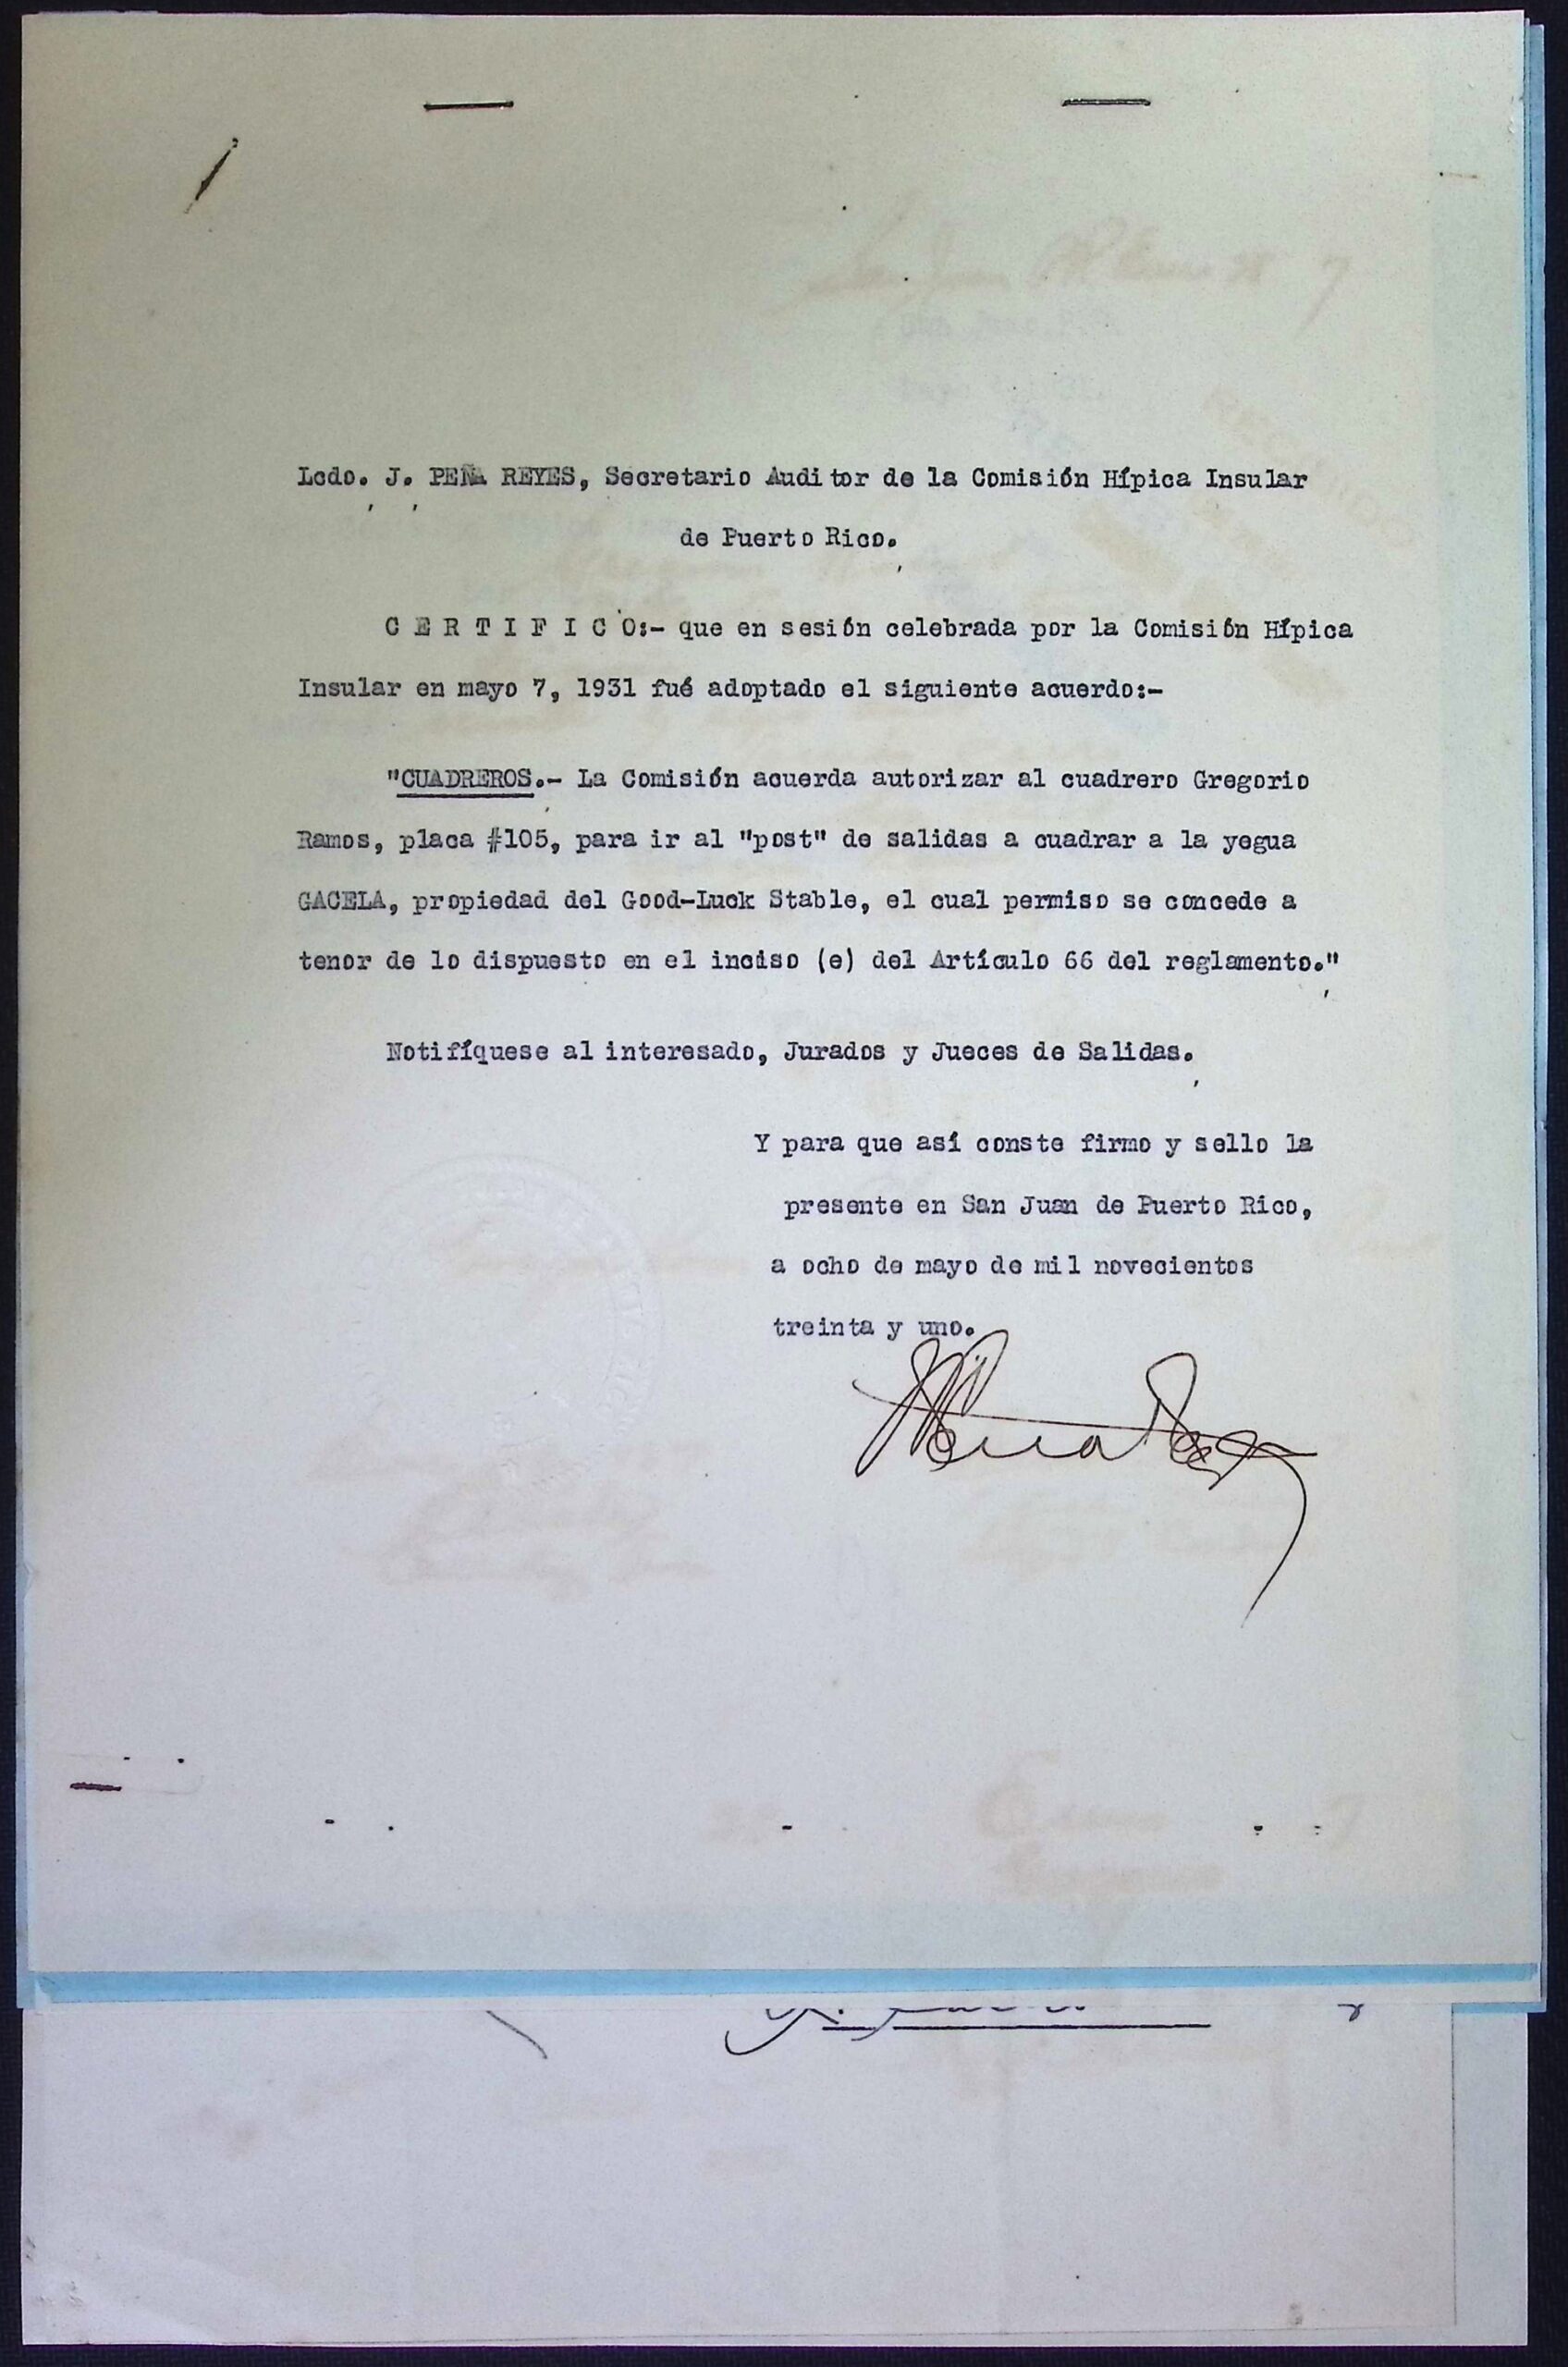 Lcdo. J. PEÑA REYES, Secretario Auditor de la Comisión Hípica Insular
de Puerto Rico.
C E R T I F I C O:- que en sesión celebrada por la Comisión Hípica
Insular en mayo 7, 1931 fué adoptado el siguiente acuerdo:-
"CUADREROS.- La Comisión acuerda autorizar al cuadrero Gregorio
Ramos, placa #105, para ir al "post" de salidas a cuadrar a la yegua
GACELA, propiedad del Good-Luck Stable, el cual permiso se concede a
tenor de lo dispuesto en el inciso (e) del Artículo 66 del reglamento."
Notifíquese al interesado, Jurados y Jueces de Salidas.
Y para que así conste firmo y sello la
presente en San Juan de Puerto Rico,
a ocho de mayo de mil novecientos
treinta y uno.